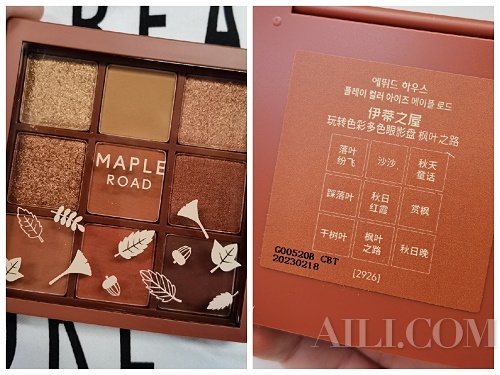 MAPLE
ROAD
에뛰드 하우스
플레이 컬러 아이즈 메이플 로드
伊蒂之屋
玩转色彩多色眼影盘 枫叶之路
落叶
纷飞
沙沙
秋天
童话
踩落叶
秋日
红霞
赏枫
干树叶
枫叶
之路
秋日晚
G00520B CBT
20230218
[2926]
AILI.COM